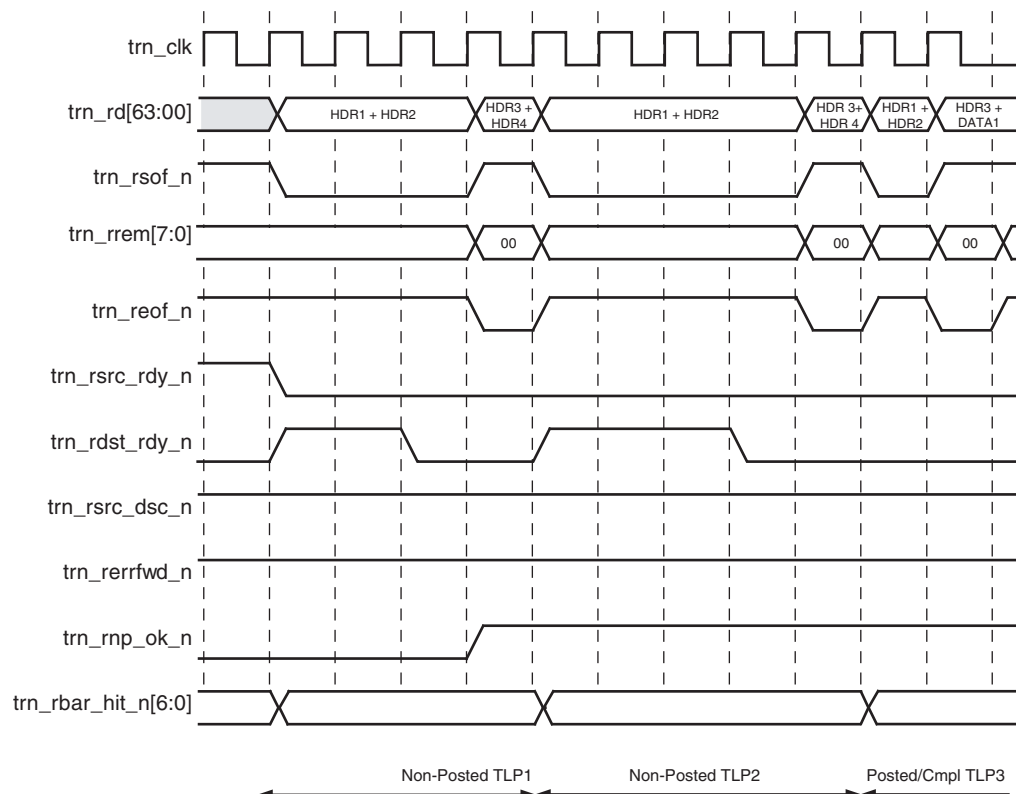 trn_clk
trn_rd[63:00]
HDR1 + HDR2
HDR3 +
HDR4
HDR1 + HDR2
HDR 3+
HDR 4
HDR1 +
HDR2
HDR3 +
DATA1
trn_rsof_n
trn_rrem[7:0]
00
00
00
trn_reof_n
trn_rsrc_rdy_n
trn_rdst_rdy_n
trn_rsrc_dsc_n
trn_rerrfwd_n
trn_rnp_ok_n
trn_rbar_hit_n[6:0]
Non-Posted TLP1
Non-Posted TLP2
Posted/Cmpl TLP3